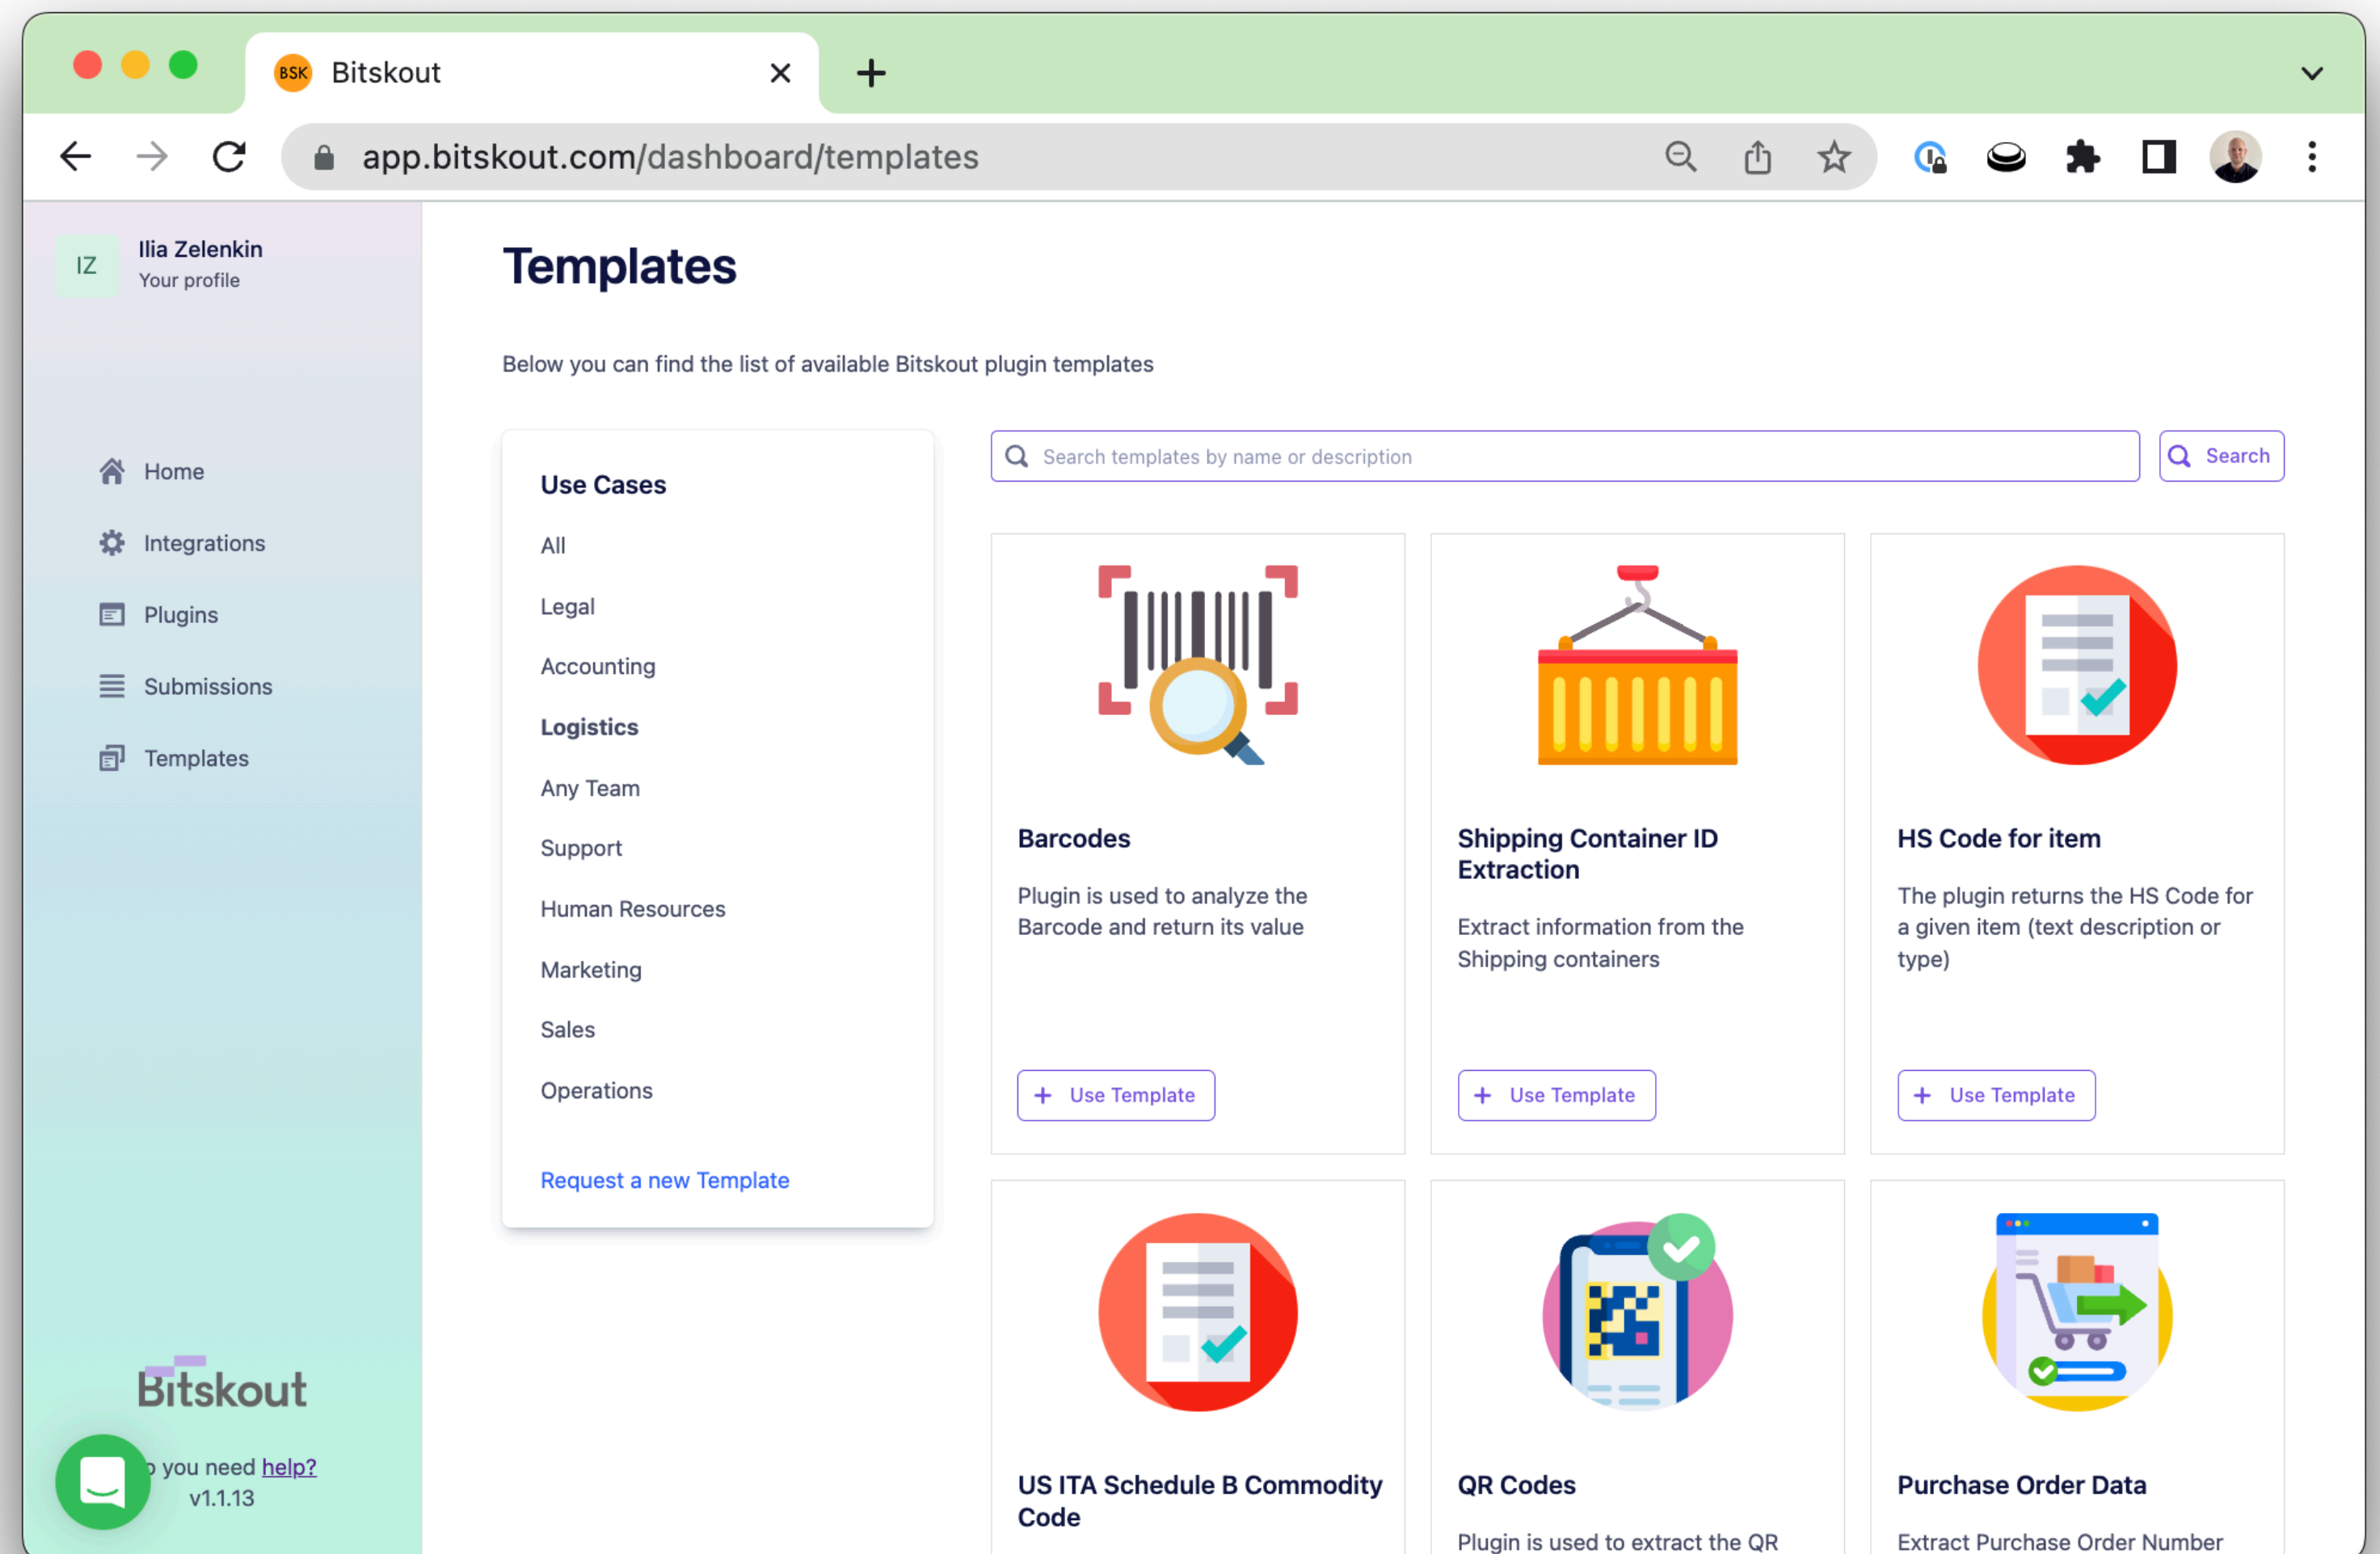 BSK Bitskout
app.bitskout.com/dashboard/templates
IZ
Ilia Zelenkin
Your profile
Home
Integrations
Plugins
Submissions
Templates
Bitskout
you need help?
v1.1.13
Templates
Below you can find the list of available Bitskout plugin templates
Use Cases
All
Legal
Accounting
Logistics
Any Team
Support
Human Resources
Marketing
Sales
Operations
Request a new Template
Search templates by name or description
Search
Barcodes
Plugin is used to analyze the
Barcode and return its value
+ Use Template
Shipping Container ID
Extraction
Extract information from the
Shipping containers
+ Use Template
HS Code for item
The plugin returns the HS Code for
a given item (text description or
type)
+ Use Template
US ITA Schedule B Commodity
Code
QR Codes
Plugin is used to extract the QR
Purchase Order Data
Extract Purchase Order Number